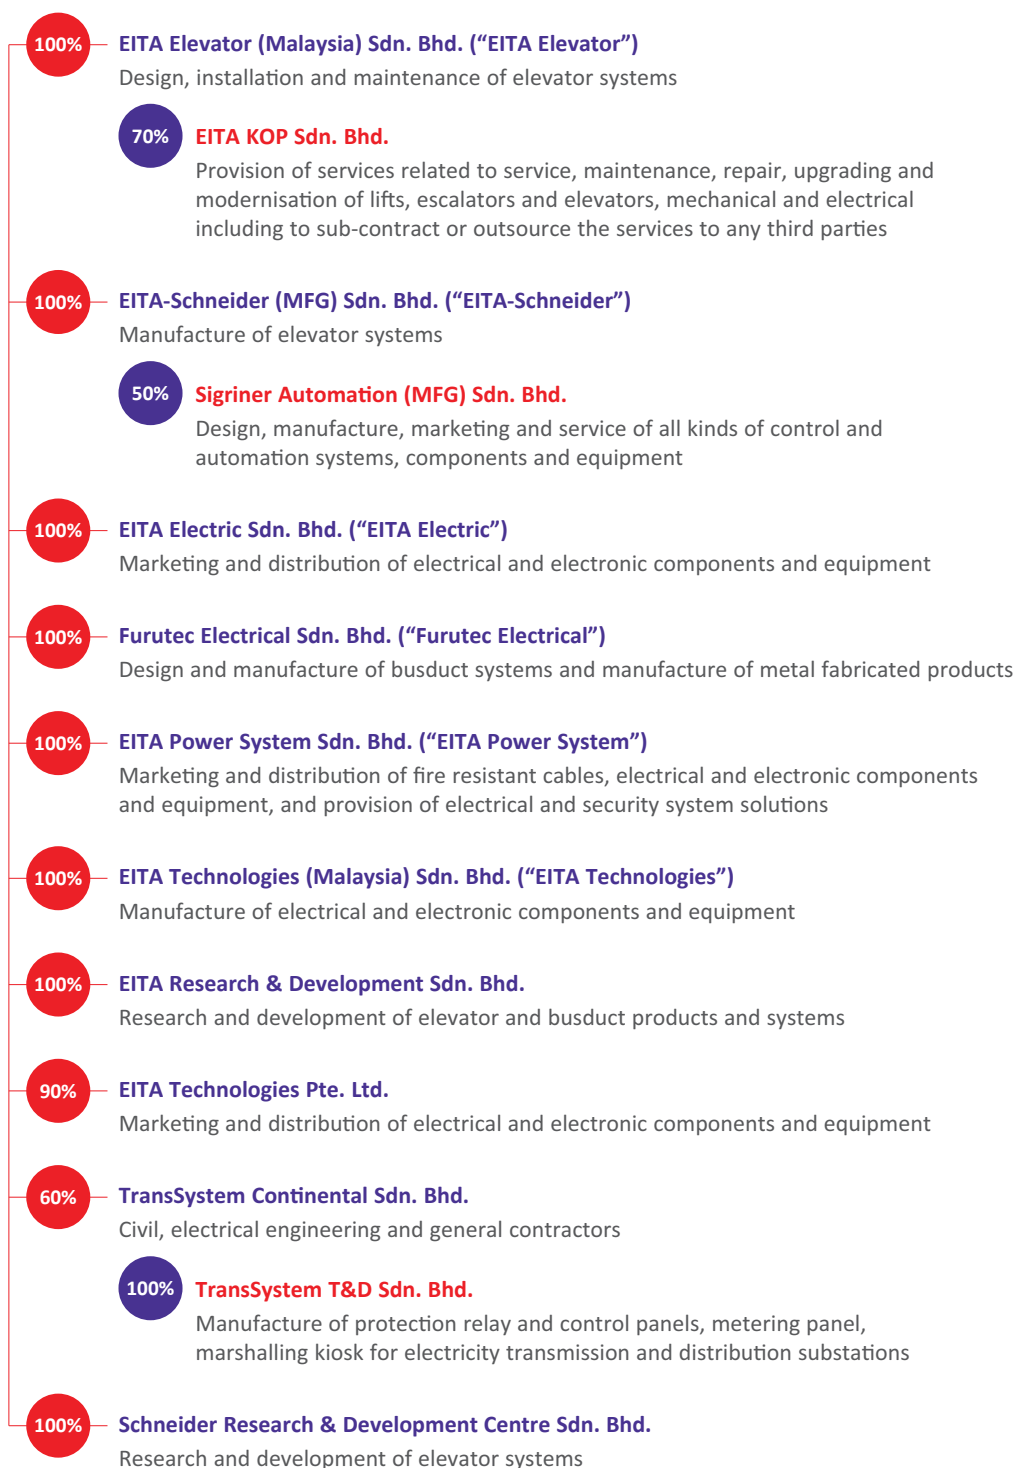 100%
EITA Elevator (Malaysia) Sdn. Bhd. (“EITA Elevator”)
Design, installation and maintenance of elevator systems
70%
EITA KOP Sdn. Bhd.
Provision of services related to service, maintenance, repair, upgrading and
modernisation of lifts, escalators and elevators, mechanical and electrical
including to sub-contract or outsource the services to any third parties
100%
EITA-Schneider (MFG) Sdn. Bhd. (“EITA-Schneider”)
Manufacture of elevator systems
50%
Sigriner Automation (MFG) Sdn. Bhd.
Design, manufacture, marketing and service of all kinds of control and
automation systems, components and equipment
100%
EITA Electric Sdn. Bhd. (“EITA Electric”)
Marketing and distribution of electrical and electronic components and equipment
100%
Furutec Electrical Sdn. Bhd. (“Furutec Electrical”)
Design and manufacture of busduct systems and manufacture of metal fabricated products
100%
EITA Power System Sdn. Bhd. (“EITA Power System”)
Marketing and distribution of fire resistant cables, electrical and electronic components
and equipment, and provision of electrical and security system solutions
100%
EITA Technologies (Malaysia) Sdn. Bhd. (“EITA Technologies”)
Manufacture of electrical and electronic components and equipment
100%
EITA Research & Development Sdn. Bhd.
Research and development of elevator and busduct products and systems
90%
EITA Technologies Pte. Ltd.
Marketing and distribution of electrical and electronic components and equipment
60%
TransSystem Continental Sdn. Bhd.
Civil, electrical engineering and general contractors
100%
TransSystem T&D Sdn. Bhd.
Manufacture of protection relay and control panels, metering panel,
marshalling kiosk for electricity transmission and distribution substations
100%
Schneider Research & Development Centre Sdn. Bhd.
Research and development of elevator systems